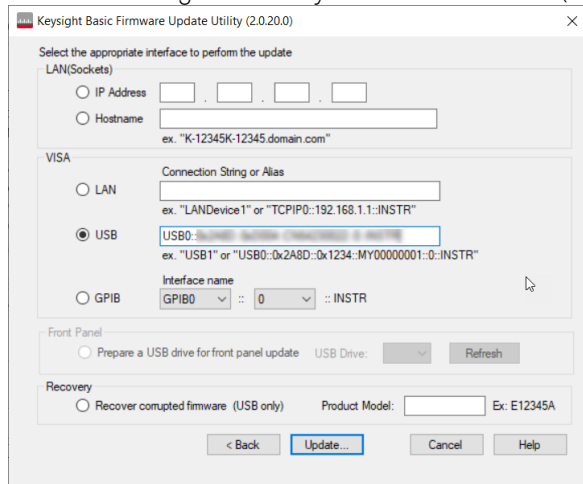 Keysight Basic Firmware Update Utility (2.0.20.0)
Select the appropriate interface to perform the update
LAN(Sockets)
IP Address . . .
Hostname
ex. "K-12345K-12345.domain.com"
VISA
Connection String or Alias
LAN
ex. "LANDevice1" or "TCPIP0::192.168.1.1::INSTR"
USB USB0::
ex. "USB1" or "USB0::0x2A8D::0x1234::MY00000001::0::INSTR"
Interface name
GPIB GPIB0 :: 0 :: INSTR
Front Panel
Prepare a USB drive for front panel update USB Drive: Refresh
Recovery
Recover corrupted firmware (USB only) Product Model: Ex: E12345A
< Back Update... Cancel Help